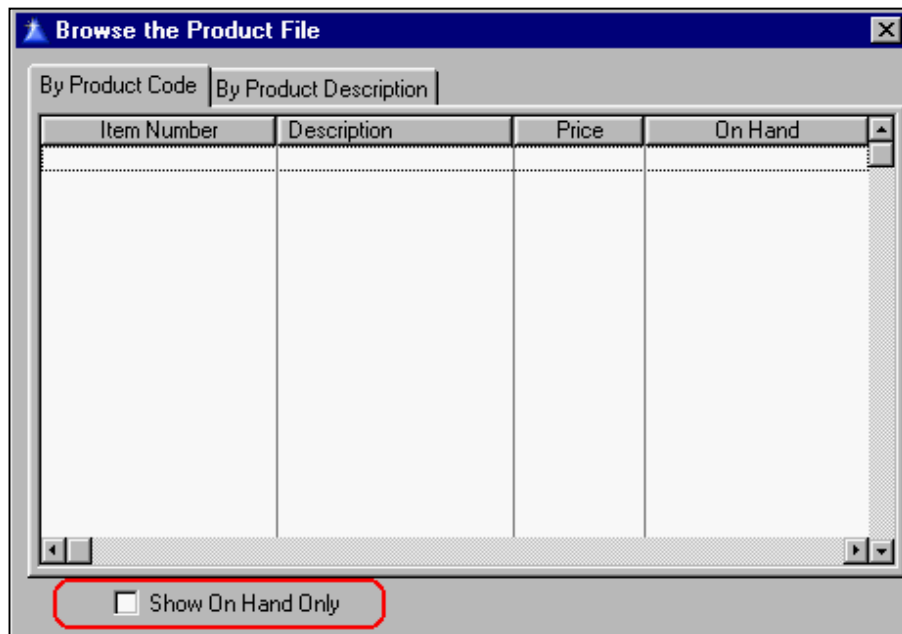 Browse the Product File
By Product Code By Product Description
Item Number Description Price On Hand
Show On Hand Only